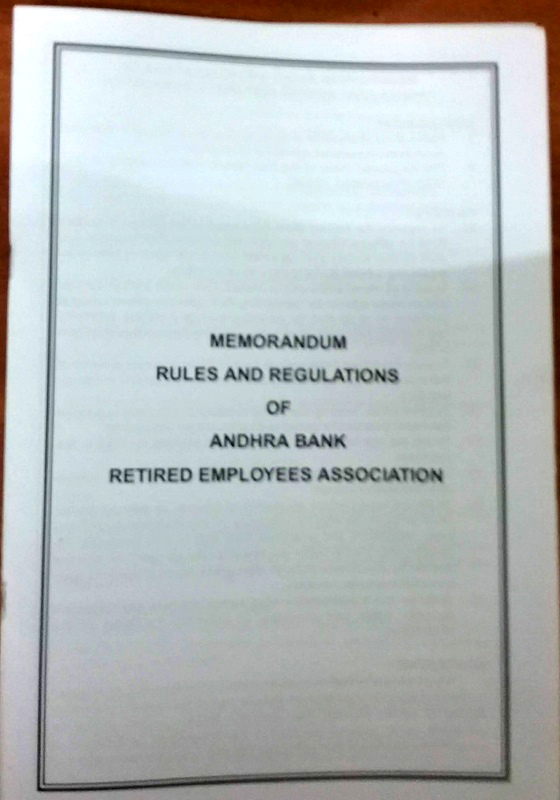 MEMORANDUM
RULES AND REGULATIONS
OF
ANDHRA BANK
RETIRED EMPLOYEES ASSOCIATION